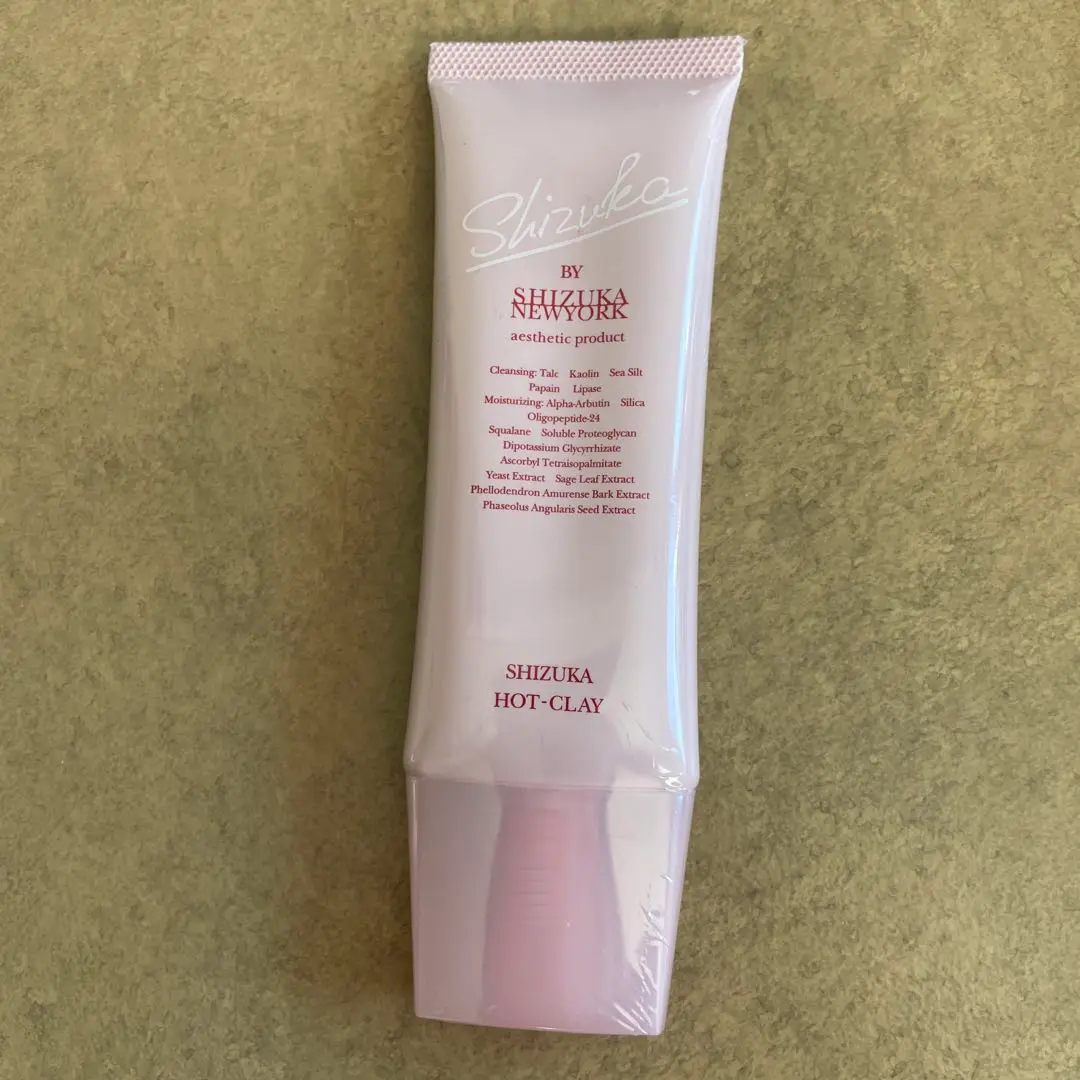 Shizuka
BY
SHIZUKA
NEWYORK
aesthetic product
Cleansing: Talc Kaolin Sea Silt
Papain Lipase
Moisturizing: Alpha-Arbutin Silica
Oligopeptide-24
Squalane Soluble Proteoglycan
Dipotassium Glycyrrhizate
Ascorbyl Tetraisopalmitate
Yeast Extract Sage Leaf Extract
Phellodendron Amurense Bark Extract
Phaseolus Angularis Seed Extract
SHIZUKA
HOT-CLAY